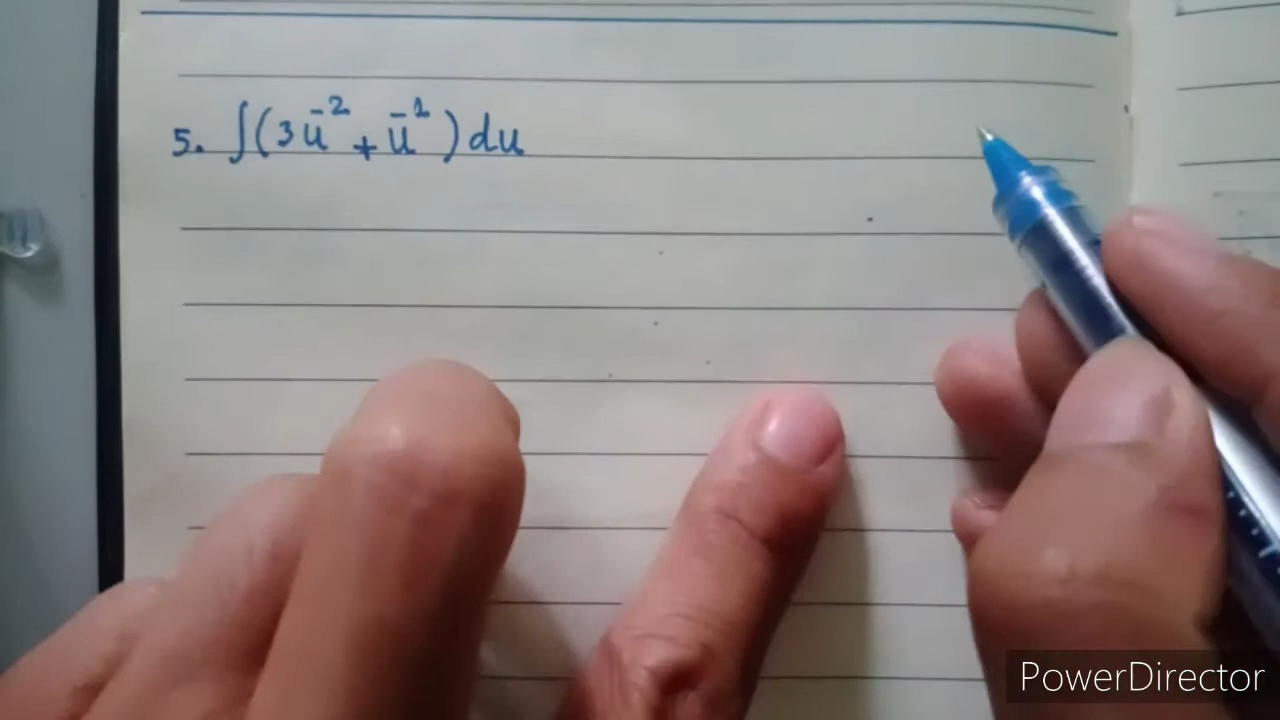 5. ∫(3u⁻² + u⁻¹) du
PowerDirector